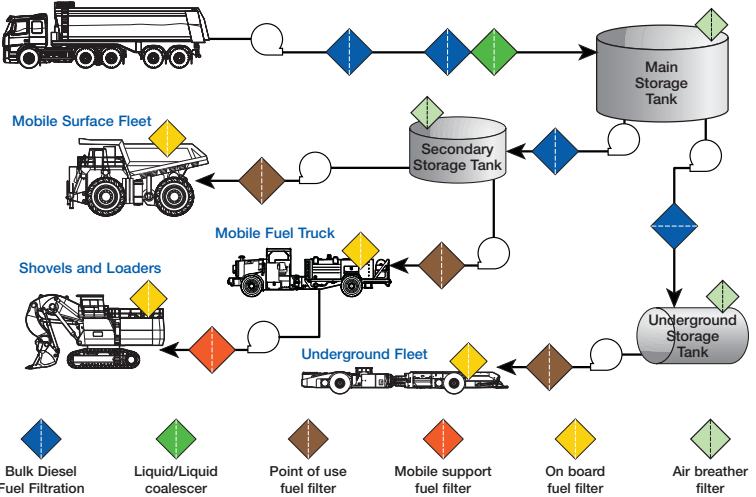 Main
Storage
Tank
Mobile Surface Fleet
Secondary
Storage Tank
Mobile Fuel Truck
Shovels and Loaders
Underground
Storage
Tank
Underground Fleet
Bulk Diesel
Fuel Filtration
Liquid/Liquid
coalescer
Point of use
fuel filter
Mobile support
fuel filter
On board
fuel filter
Air breather
filter